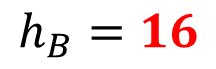 h_B = 16